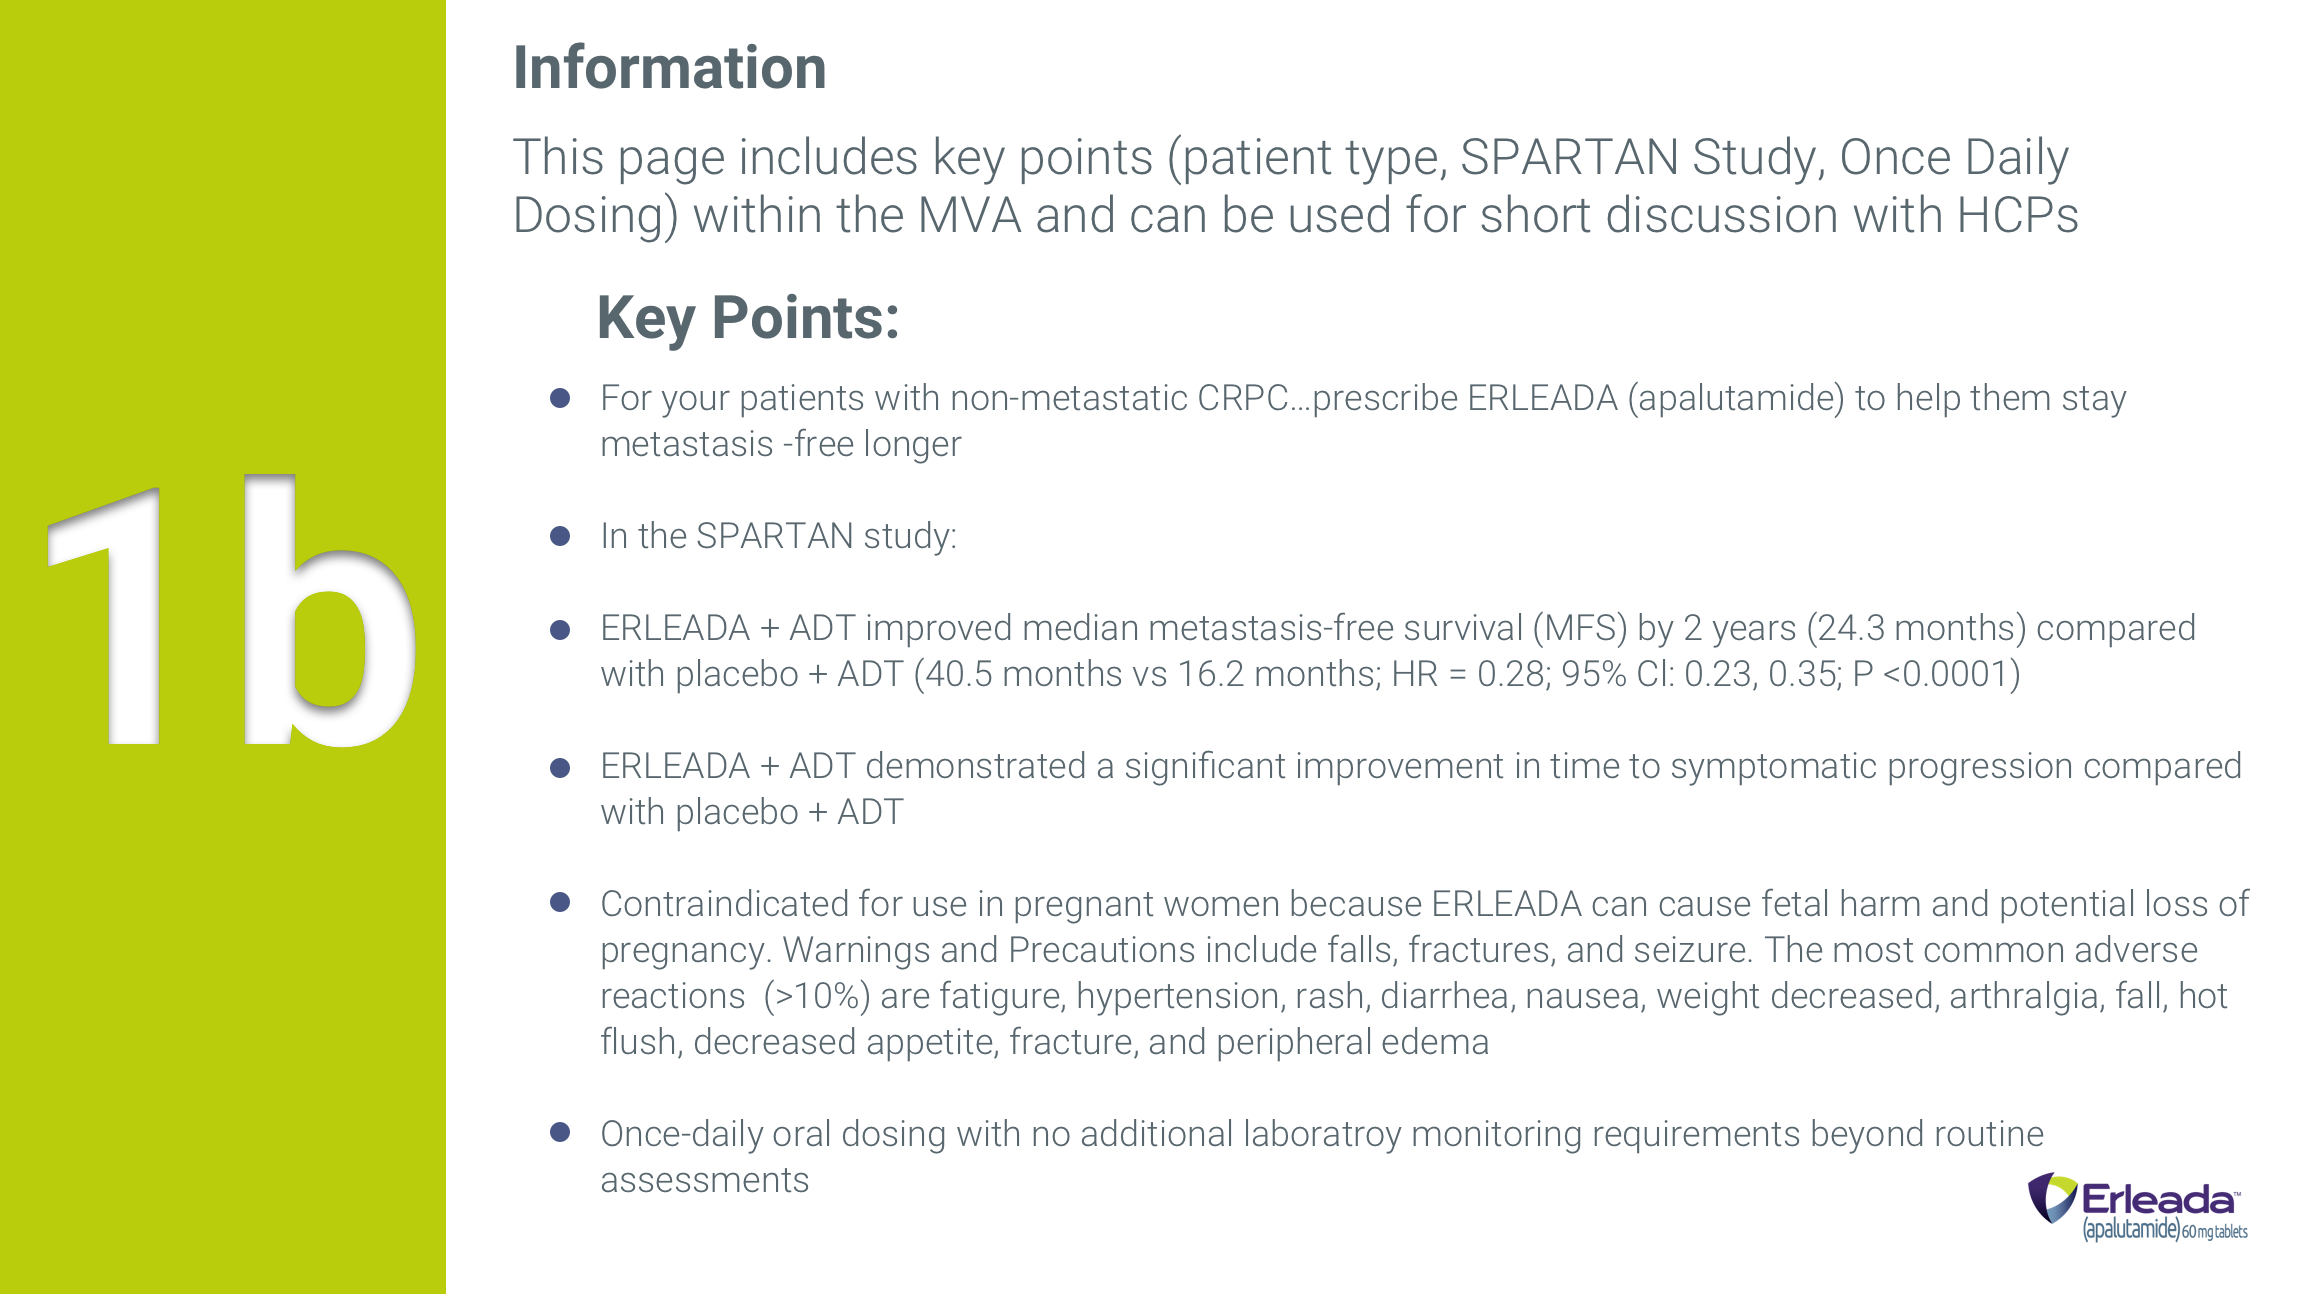 Information
This page includes key points (patient type, SPARTAN Study, Once Daily
Dosing) within the MVA and can be used for short discussion with HCPs
Key Points:
For your patients with non-metastatic CRPC...prescribe ERLEADA (apalutamide) to help them stay
metastasis -free longer
In the SPARTAN study:
ERLEADA + ADT improved median metastasis-free survival (MFS) by 2 years (24.3 months) compared
with placebo + ADT (40.5 months vs 16.2 months; HR = 0.28; 95% Cl: 0.23, 0.35; P <0.0001)
ERLEADA + ADT demonstrated a significant improvement in time to symptomatic progression compared
with placebo + ADT
Contraindicated for use in pregnant women because ERLEADA can cause fetal harm and potential loss of
pregnancy. Warnings and Precautions include falls, fractures, and seizure. The most common adverse
reactions  (>10%) are fatigure, hypertension, rash, diarrhea, nausea, weight decreased, arthralgia, fall, hot
flush, decreased appetite, fracture, and peripheral edema
Once-daily oral dosing with no additional laboratroy monitoring requirements beyond routine
assessments
1b
Erleada™
(apalutamide) 60 mg tablets